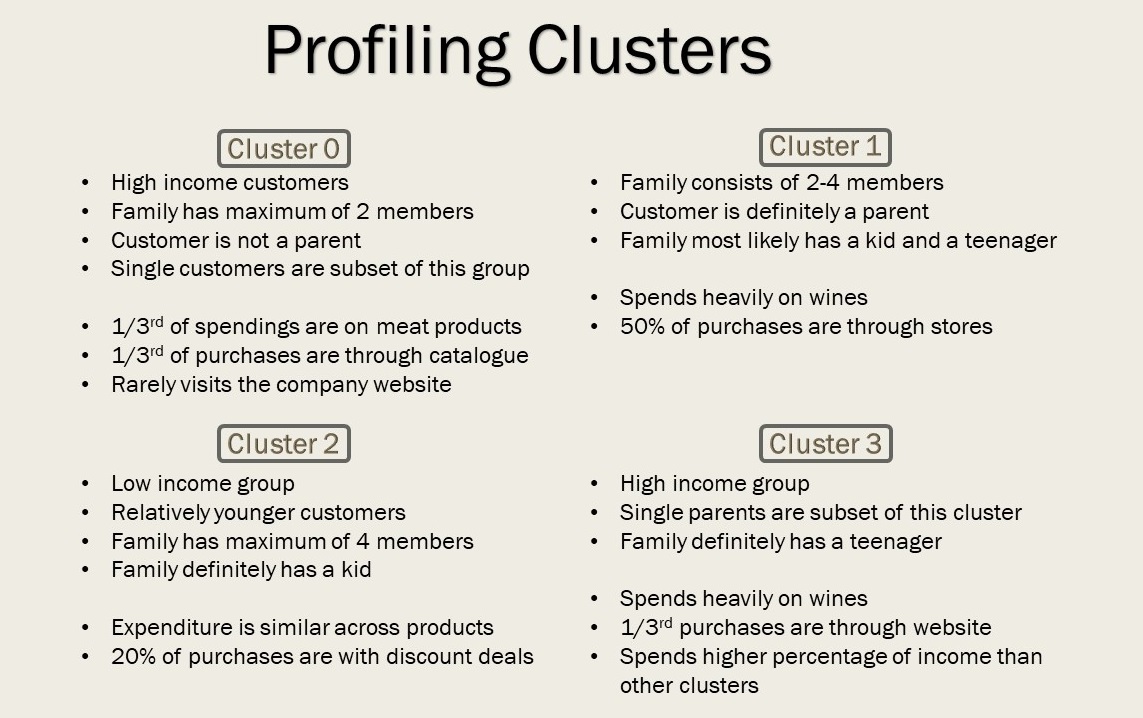 Profiling Clusters
Cluster 0
• High income customers
• Family has maximum of 2 members
• Customer is not a parent
• Single customers are subset of this group
• 1/3rd of spendings are on meat products
• 1/3rd of purchases are through catalogue
• Rarely visits the company website
Cluster 1
• Family consists of 2-4 members
• Customer is definitely a parent
• Family most likely has a kid and a teenager
• Spends heavily on wines
• 50% of purchases are through stores
Cluster 2
• Low income group
• Relatively younger customers
• Family has maximum of 4 members
• Family definitely has a kid
• Expenditure is similar across products
• 20% of purchases are with discount deals
Cluster 3
• High income group
• Single parents are subset of this cluster
• Family definitely has a teenager
• Spends heavily on wines
• 1/3rd purchases are through website
• Spends higher percentage of income than
other clusters